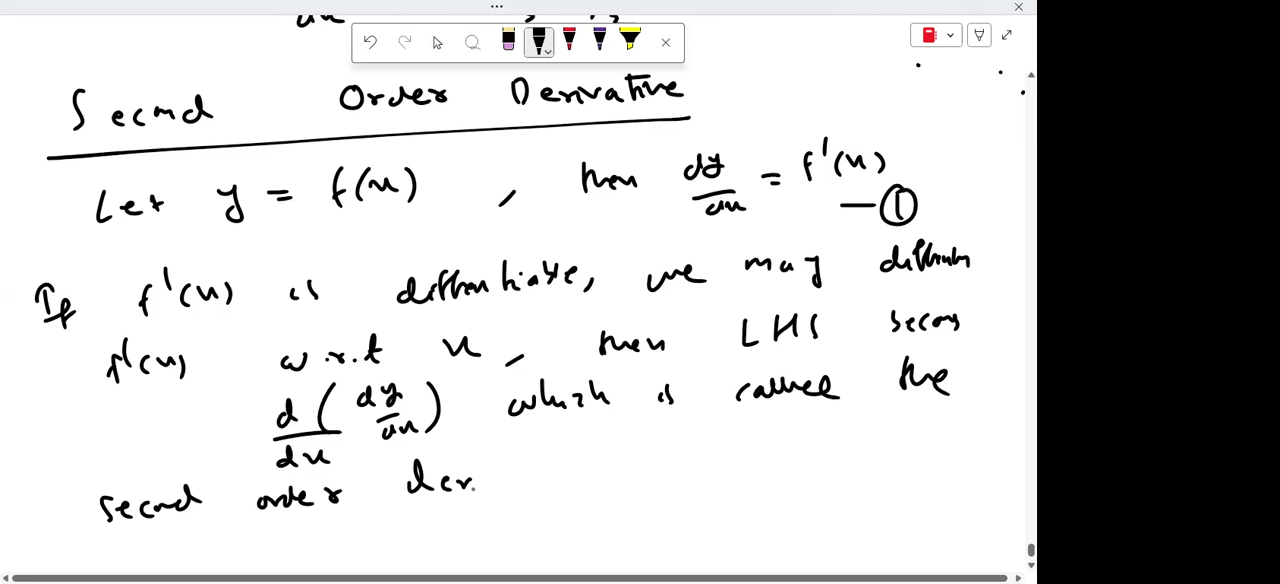 Second Order Derivative
Let y = f(x) , then dy/dx = f'(x)
— ①
If f'(x) is differentiable, we may differentiate
f'(x) w.r.t x , then LHS becomes
d/dx (dy/dx) which is called the
second order der